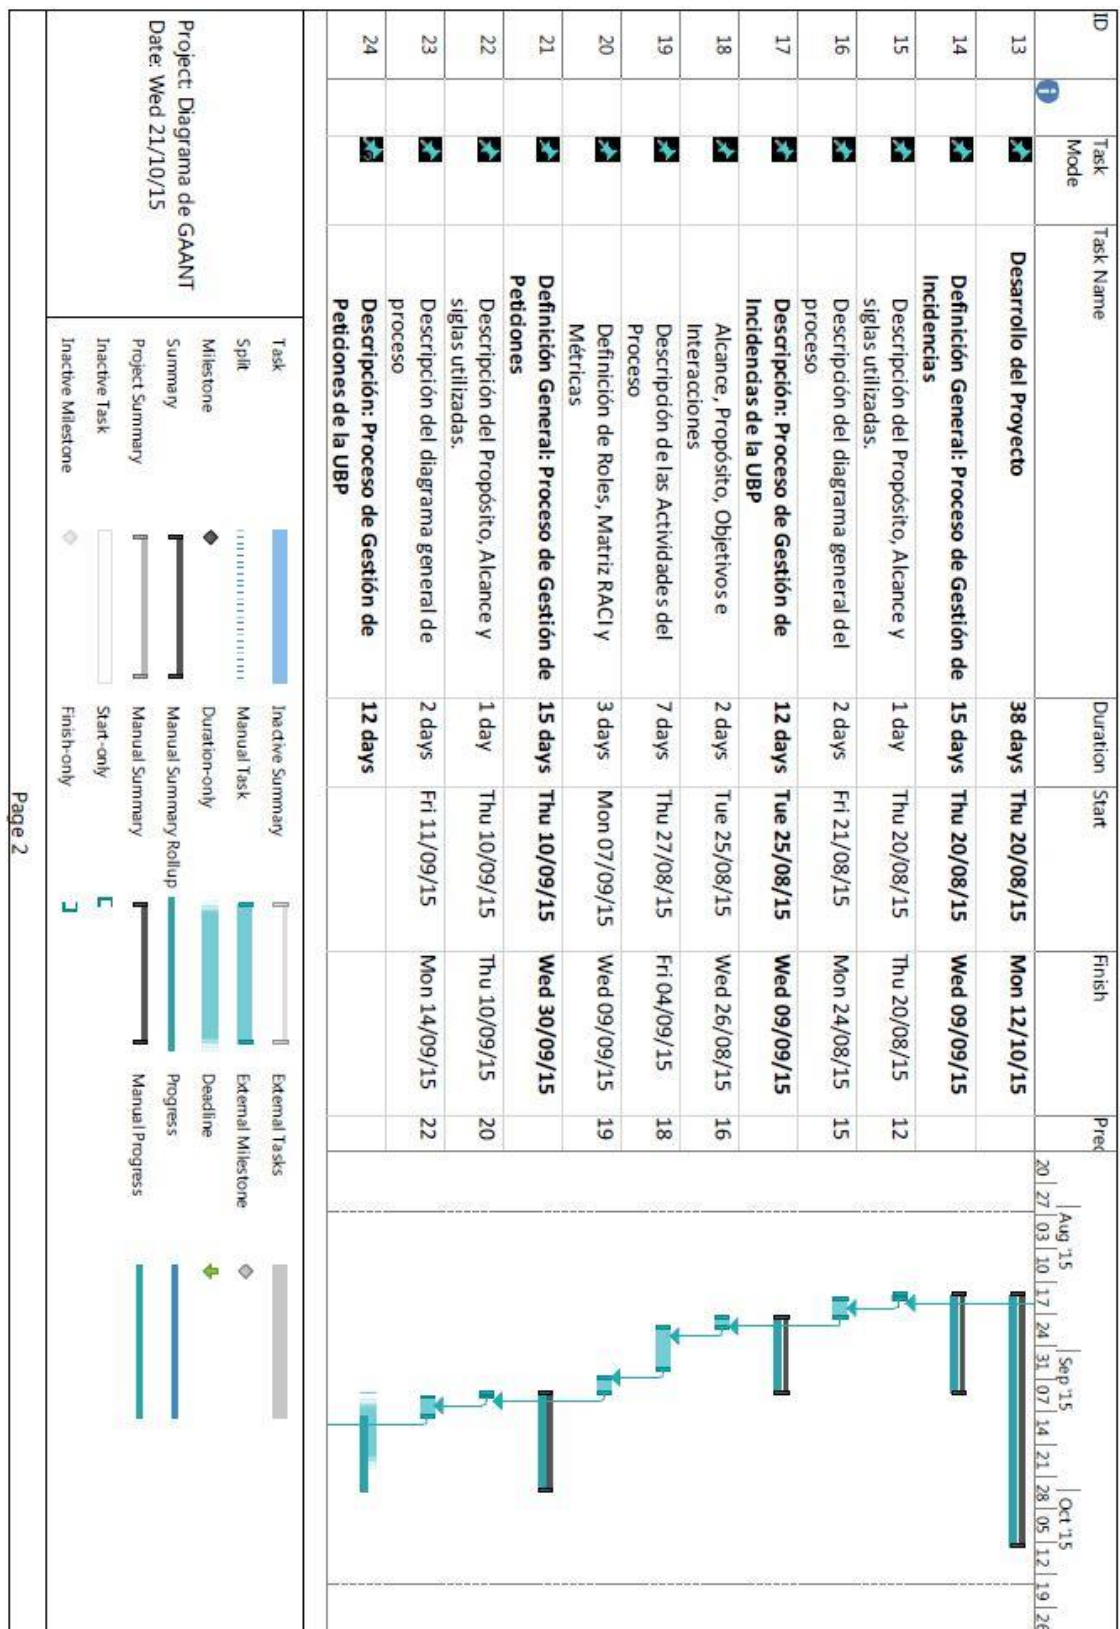 ID Task Mode Task Name Duration Start Finish Prec
Aug '15 Sep '15 Oct '15
20 27 03 10 17 24 31 07 14 21 28 05 12 19 26
13 Desarrollo del Proyecto 38 days Thu 20/08/15 Mon 12/10/15
14 Definición General: Proceso de Gestión de 15 days Thu 20/08/15 Wed 09/09/15
Incidencias
15 Descripción del Propósito, Alcance y 1 day Thu 20/08/15 Thu 20/08/15 12
siglas utilizadas.
16 Descripción del diagrama general del 2 days Fri 21/08/15 Mon 24/08/15 15
proceso
17 Descripción: Proceso de Gestión de 12 days Tue 25/08/15 Wed 09/09/15
Incidencias de la UBP
18 Alcance, Propósito, Objetivos e 2 days Tue 25/08/15 Wed 26/08/15 16
Interacciones
19 Descripción de las Actividades del 7 days Thu 27/08/15 Fri 04/09/15 18
Proceso
20 Definición de Roles, Matriz RACI y 3 days Mon 07/09/15 Wed 09/09/15 19
Métricas
21 Definición General: Proceso de Gestión de 15 days Thu 10/09/15 Wed 30/09/15
Peticiones
22 Descripción del Propósito, Alcance y 1 day Thu 10/09/15 Thu 10/09/15 20
siglas utilizadas.
23 Descripción del diagrama general de 2 days Fri 11/09/15 Mon 14/09/15 22
proceso
24 Descripción: Proceso de Gestión de 12 days
Peticiones de la UBP
Project: Diagrama de GAANT
Date: Wed 21/10/15
Task Inactive Summary External Tasks
Split Manual Task External Milestone
Milestone Duration-only Deadline
Summary Manual Summary Rollup Progress
Project Summary Manual Summary Manual Progress
Inactive Task Start-only
Inactive Milestone Finish-only
Page 2